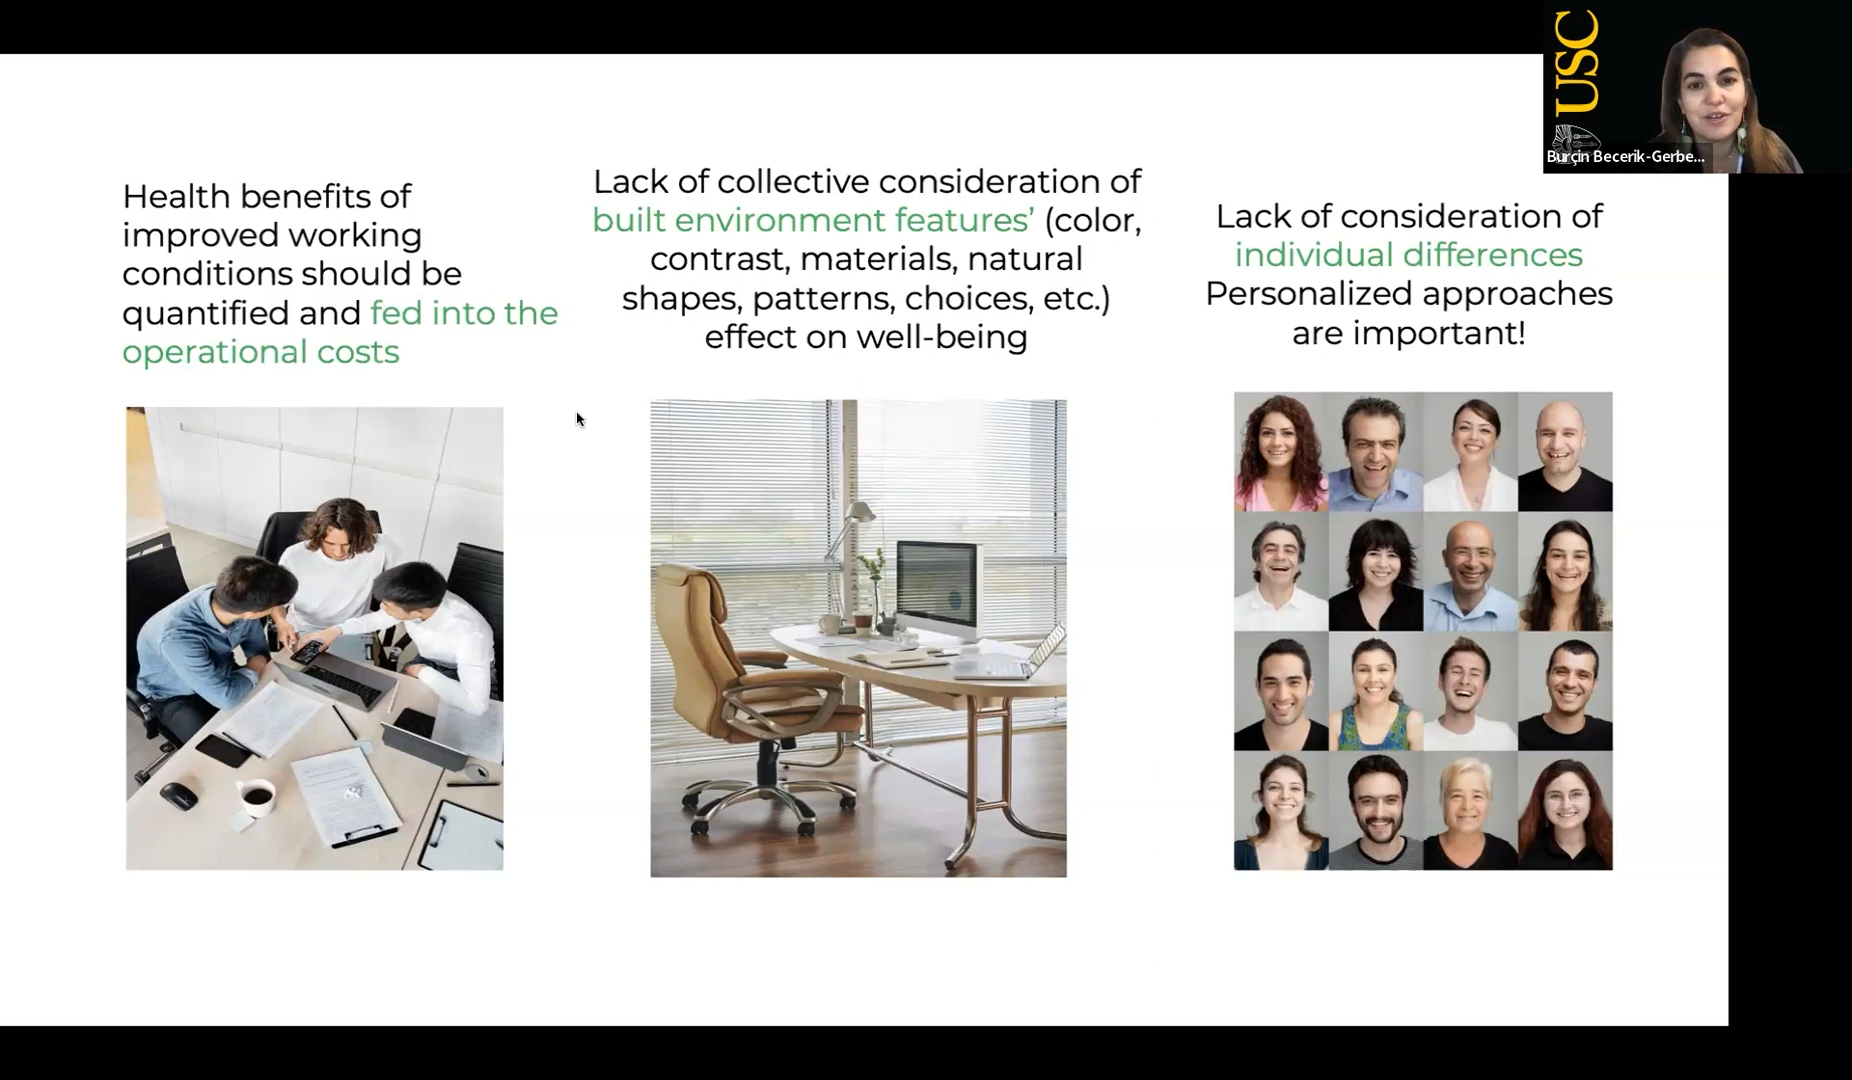 USC
Burçin Becerik-Gerbe...
Health benefits of
improved working
conditions should be
quantified and fed into the
operational costs
Lack of collective consideration of
built environment features’ (color,
contrast, materials, natural
shapes, patterns, choices, etc.)
effect on well-being
Lack of consideration of
individual differences
Personalized approaches
are important!